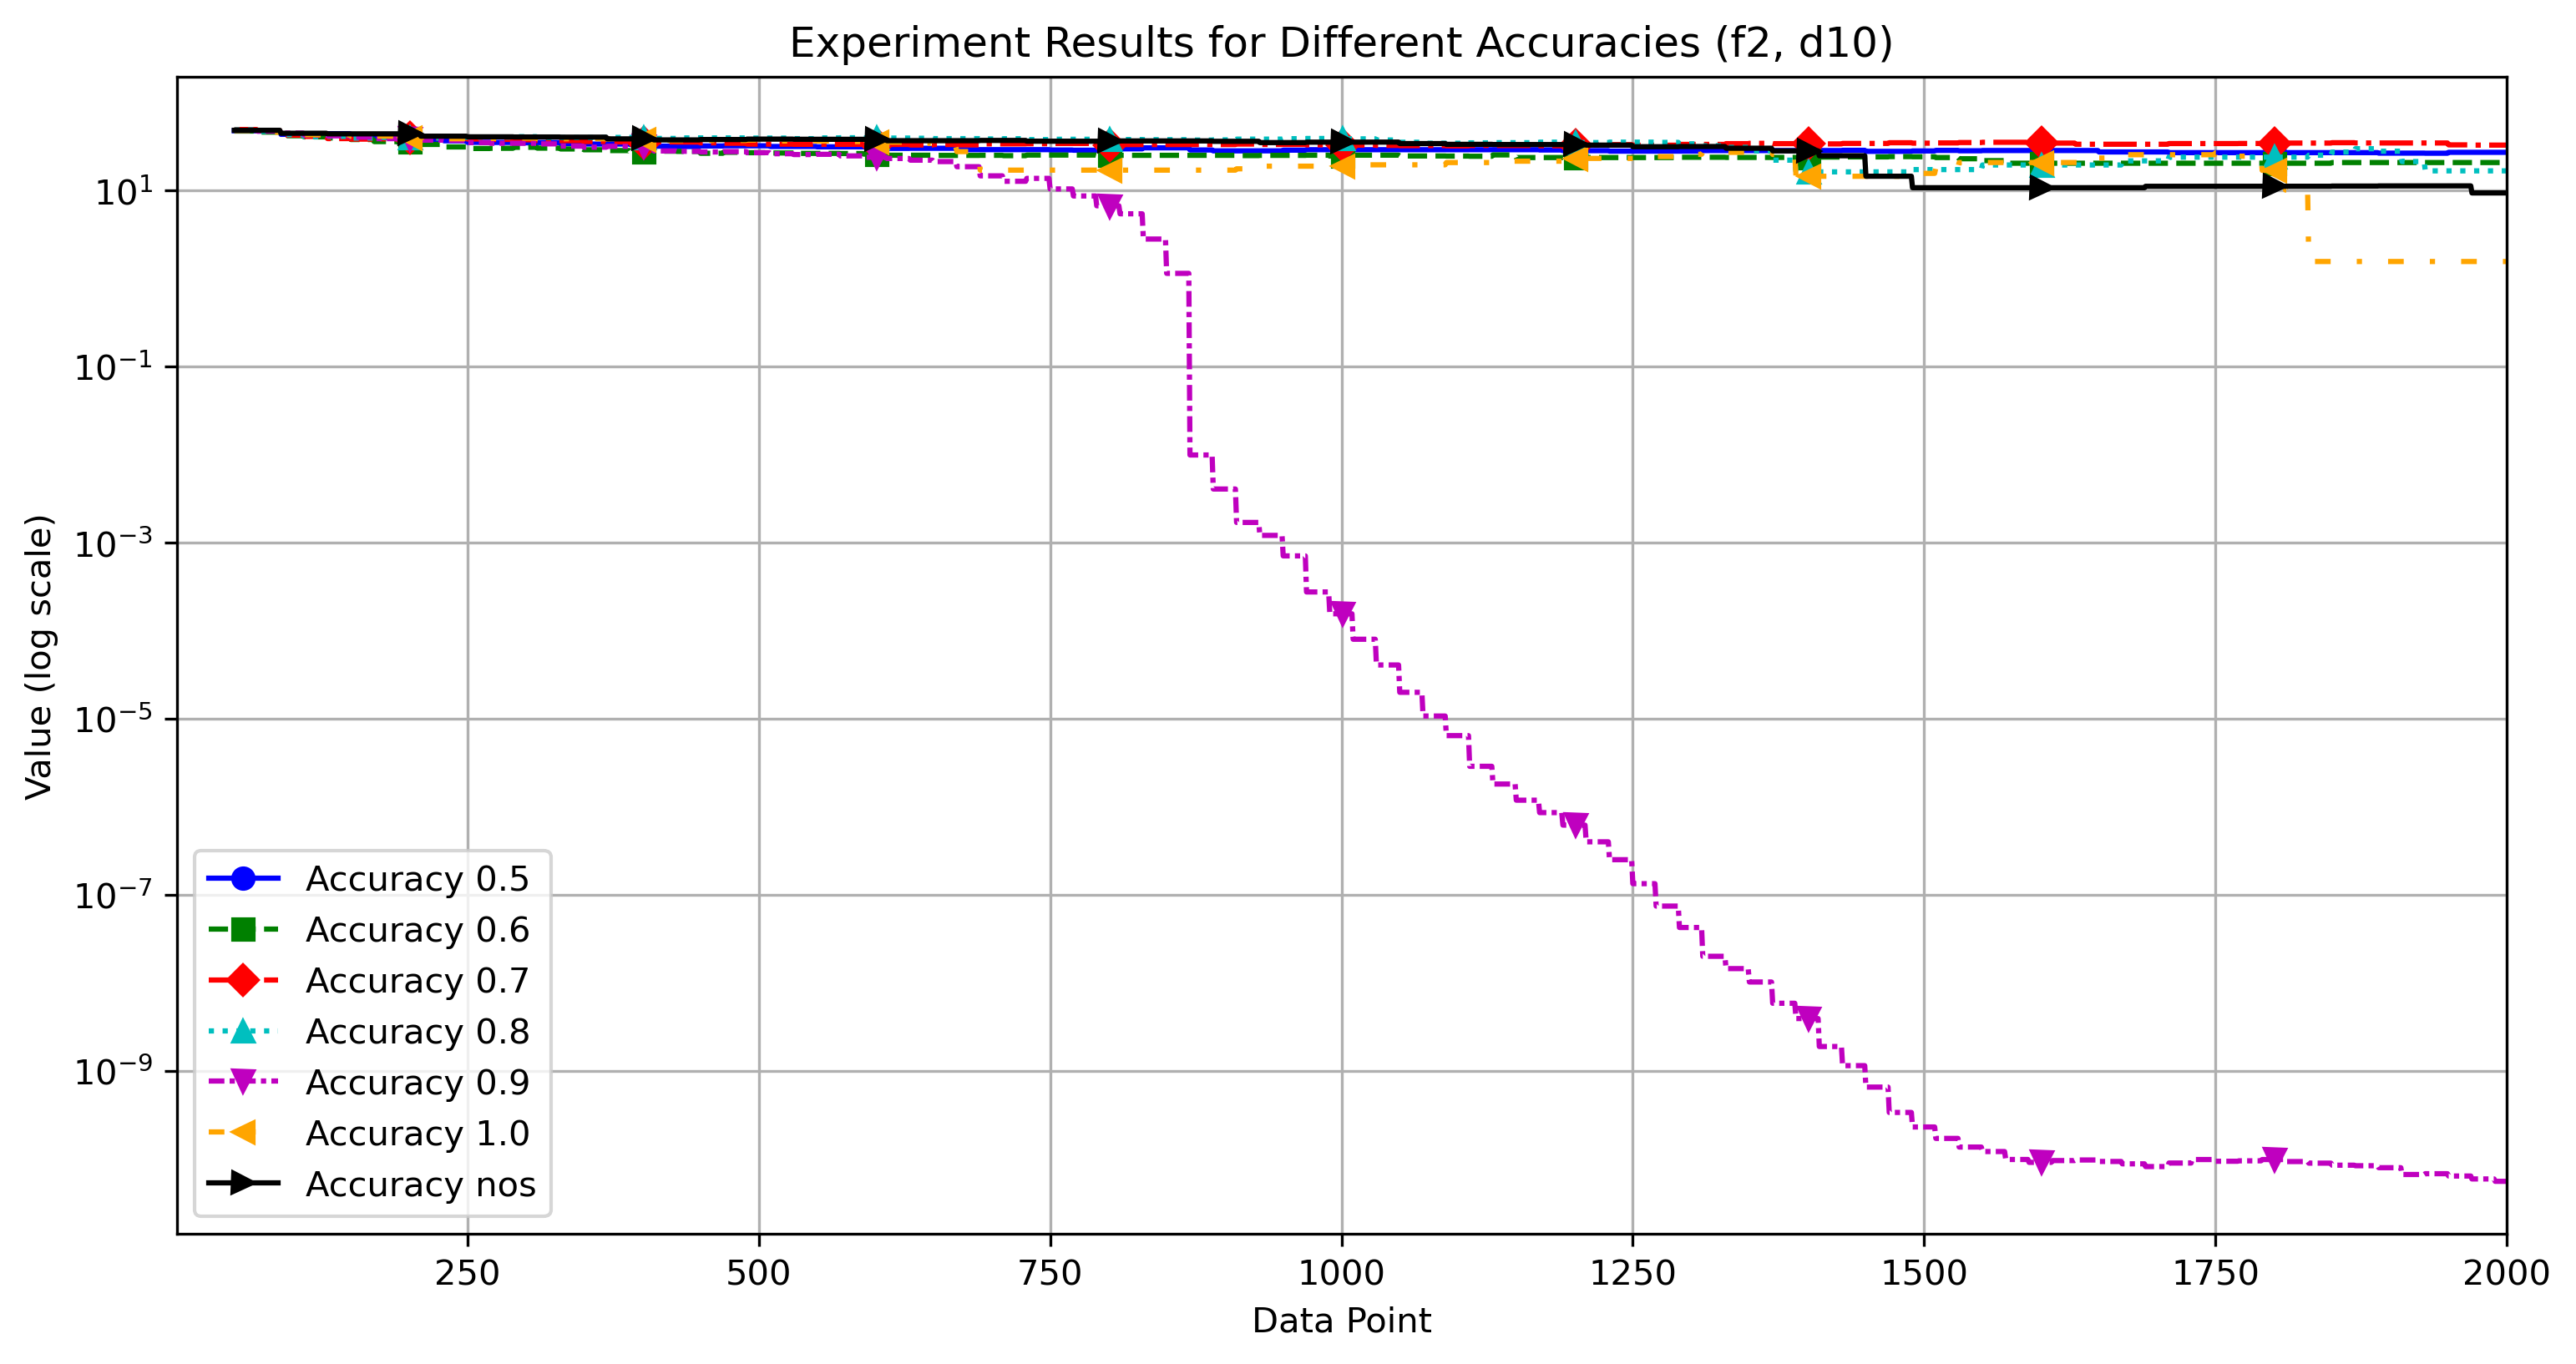 Experiment Results for Different Accuracies (f2, d10)
Value (log scale)
10¹
10⁻¹
10⁻³
10⁻⁵
10⁻⁷
10⁻⁹
Accuracy 0.5
Accuracy 0.6
Accuracy 0.7
Accuracy 0.8
Accuracy 0.9
Accuracy 1.0
Accuracy nos
250 500 750 1000 1250 1500 1750 2000
Data Point